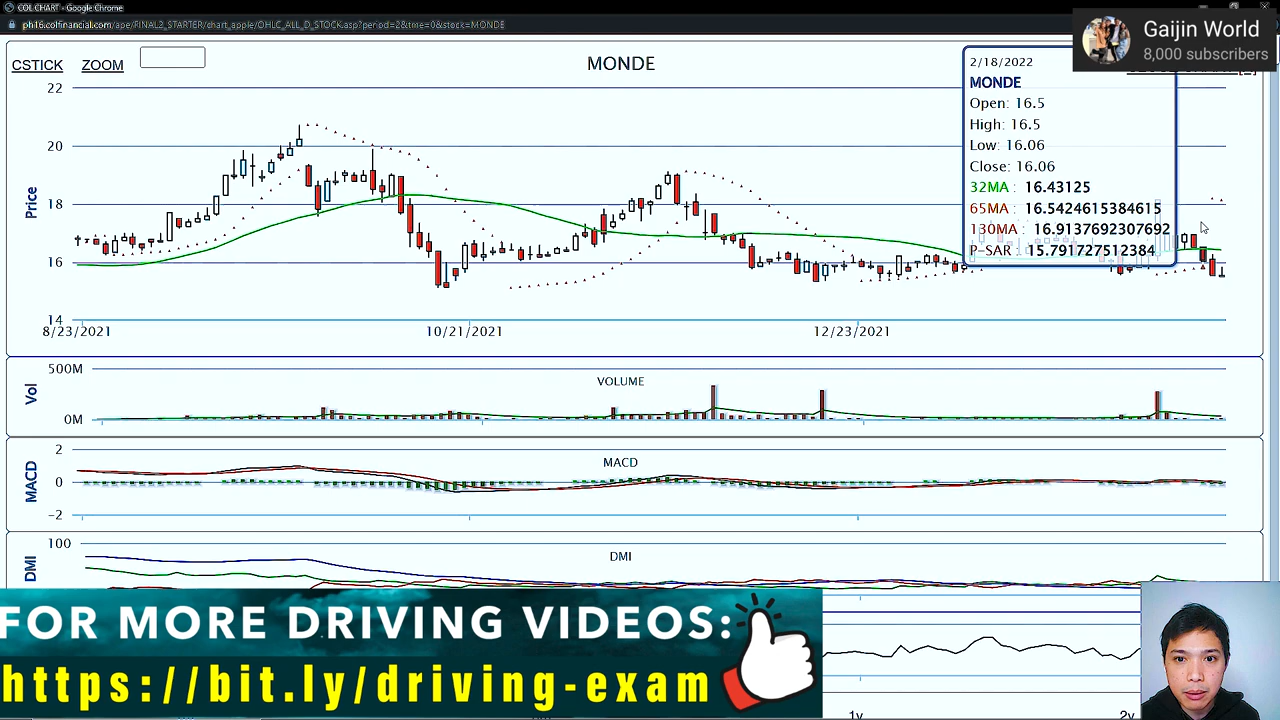 COL CHART - Google Chrome
ph16.colfinancial.com/ape/FINAL2_STARTER/chart_apple/OHLC_ALL_D_STOCK.asp?period=2&time=0&stock=MONDE
Gaijin World
8,000 subscribers
CSTICK
ZOOM
MONDE
2/18/2022
MONDE
Open: 16.5
High: 16.5
Low: 16.06
Close: 16.06
32MA : 16.43125
65MA : 16.5424615384615
130MA : 16.9137692307692
P-SAR : 15.791727512384
Price
22
20
18
16
14
8/23/2021
10/21/2021
12/23/2021
Vol
500M
0M
VOLUME
MACD
2
0
-2
MACD
DMI
100
DMI
FOR MORE DRIVING VIDEOS:
https://bit.ly/driving-exam
1y
2y